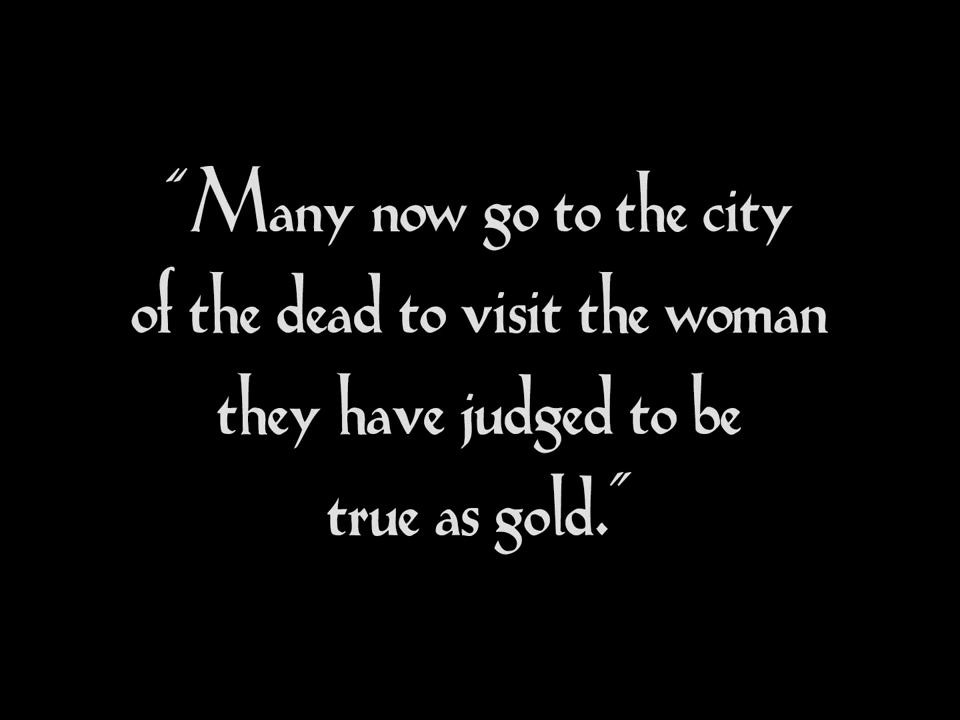 "Many now go to the city
of the dead to visit the woman
they have judged to be
true as gold."